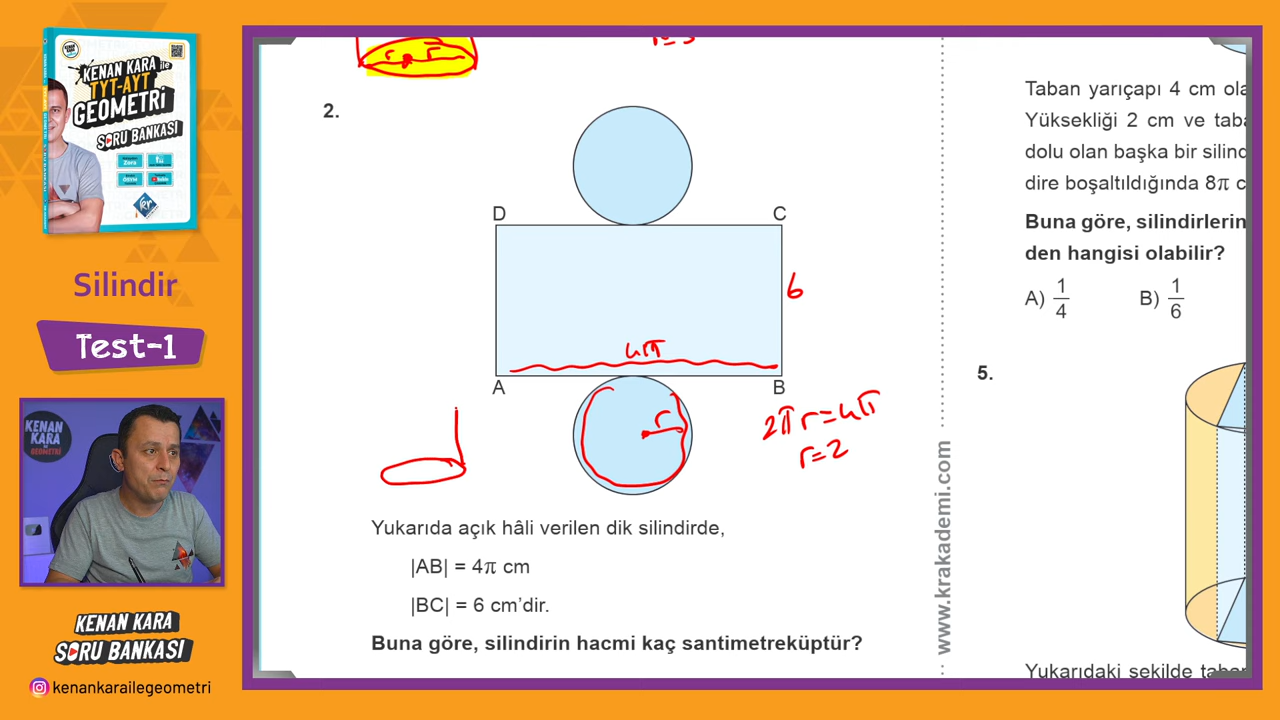 KENAN KARA ile
TYT-AYT
GEOMETRİ
SORU BANKASI
Silindir
Test-1
KENAN
KARA
GEOMETRİ
KENAN KARA
SORU BANKASI
kenankarailegeometri
r r
2.
D C
6
4π
A B
r
2πr=4π
r=2
Yukarıda açık hâli verilen dik silindirde,
|AB| = 4π cm
|BC| = 6 cm'dir.
Buna göre, silindirin hacmi kaç santimetreküptür?
www.krakademi.com
Taban yarıçapı 4 cm ola
Yüksekliği 2 cm ve taba
dolu olan başka bir silind
dire boşaltıldığında 8π c
Buna göre, silindirlerin
den hangisi olabilir?
A) 1/4 B) 1/6
5.
Yukarıdaki şekilde taban